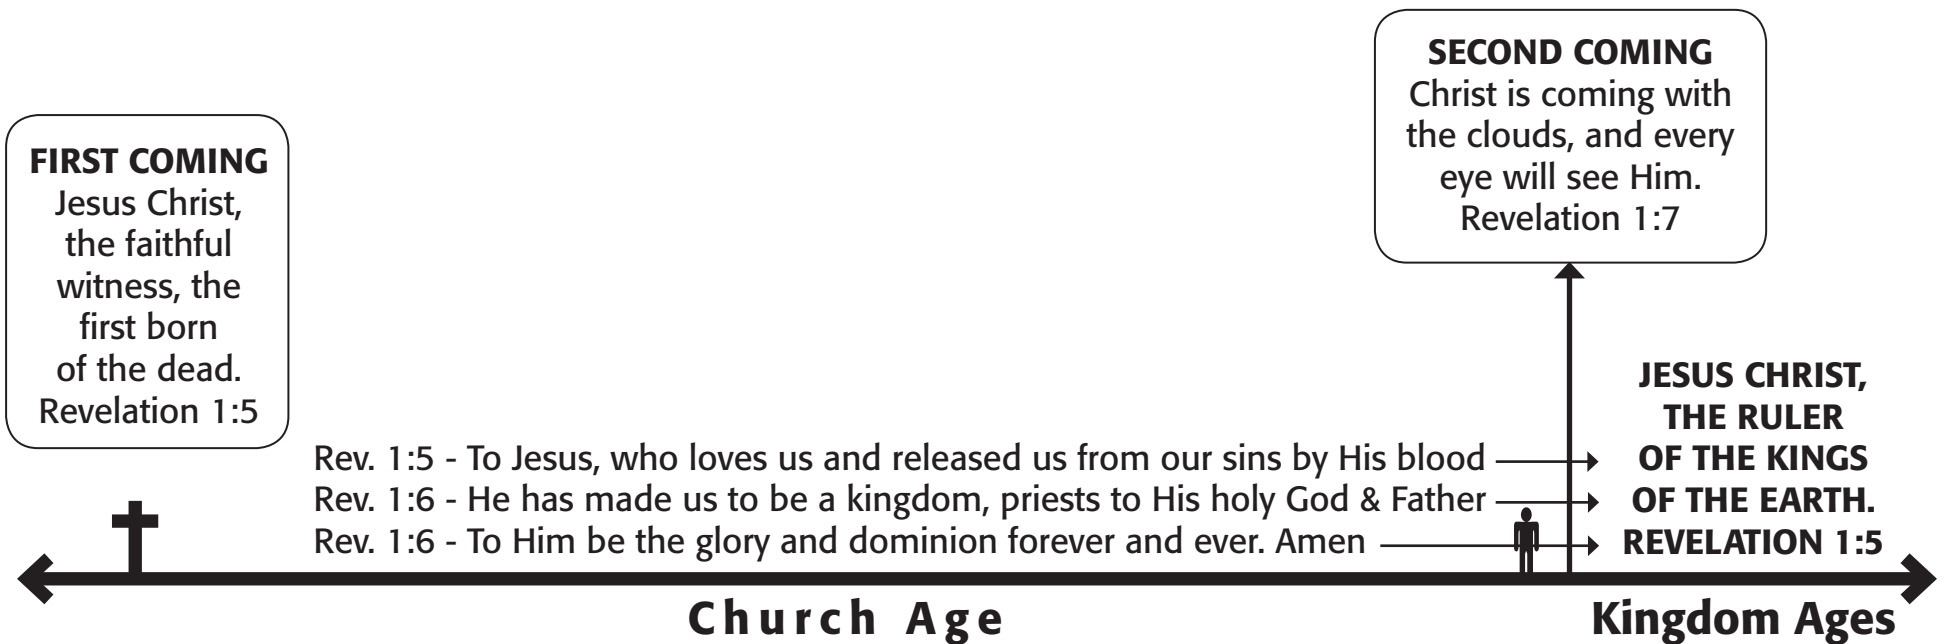 FIRST COMING
Jesus Christ,
the faithful
witness, the
first born
of the dead.
Revelation 1:5
SECOND COMING
Christ is coming with
the clouds, and every
eye will see Him.
Revelation 1:7
Rev. 1:5 - To Jesus, who loves us and released us from our sins by His blood
Rev. 1:6 - He has made us to be a kingdom, priests to His holy God & Father
Rev. 1:6 - To Him be the glory and dominion forever and ever. Amen
JESUS CHRIST,
THE RULER
OF THE KINGS
OF THE EARTH.
REVELATION 1:5
Church Age
Kingdom Ages